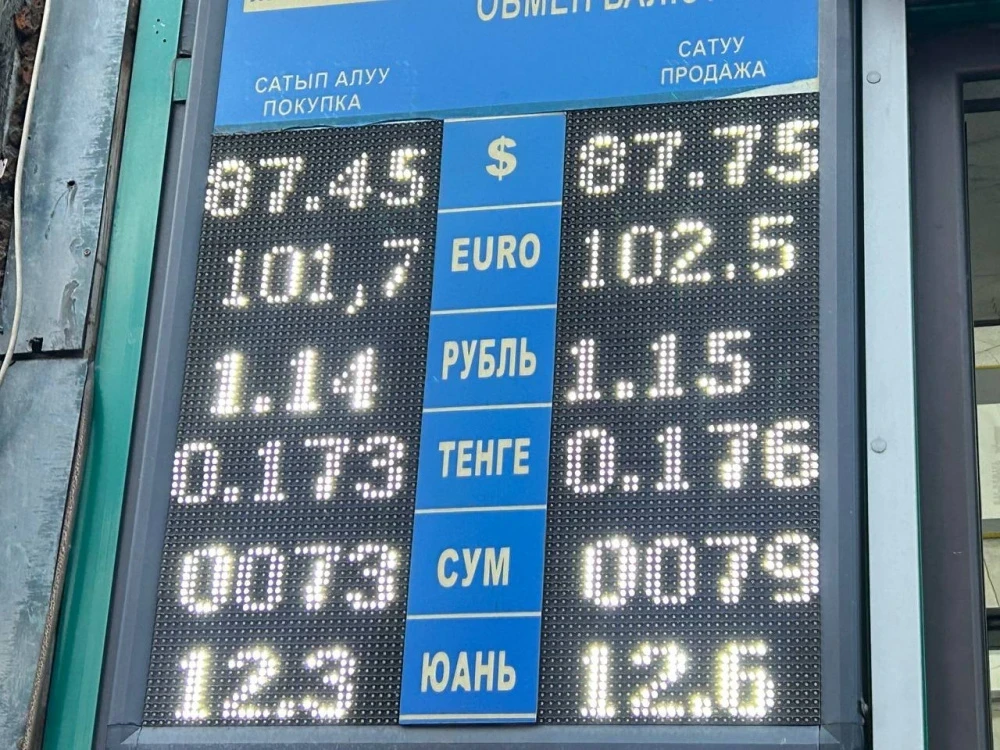 ОБМЕН ВАЛЮТ
САТЫП АЛУУ
ПОКУПКА
САТУУ
ПРОДАЖА
87.45 $ 87.75
101,7 EURO 102.5
1.14 РУБЛЬ 1.15
0.173 ТЕНГЕ 0.176
0073 СУМ 0079
12.3 ЮАНЬ 12.6